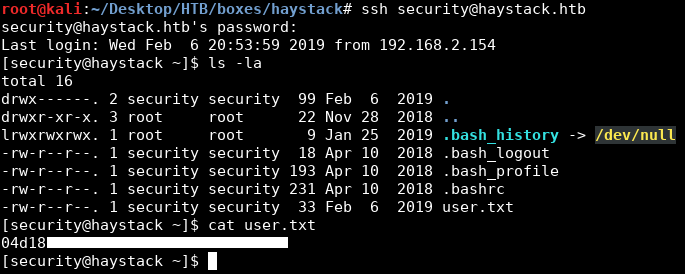 root@kali:~/Desktop/HTB/boxes/haystack# ssh security@haystack.htb
security@haystack.htb's password:
Last login: Wed Feb  6 20:53:59 2019 from 192.168.2.154
[security@haystack ~]$ ls -la
total 16
drwx------. 2 security security  99 Feb  6  2019 .
drwxr-xr-x. 3 root     root      22 Nov 28  2018 ..
lrwxrwxrwx. 1 root     root       9 Jan 25  2019 .bash_history -> /dev/null
-rw-r--r--. 1 security security  18 Apr 10  2018 .bash_logout
-rw-r--r--. 1 security security 193 Apr 10  2018 .bash_profile
-rw-r--r--. 1 security security 231 Apr 10  2018 .bashrc
-rw-r--r--. 1 security security  33 Feb  6  2019 user.txt
[security@haystack ~]$ cat user.txt
04d18
[security@haystack ~]$